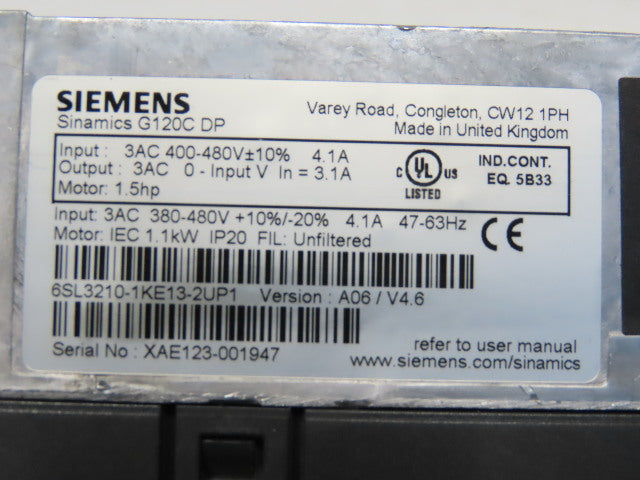 SIEMENS
Sinamics G120C DP
Varey Road, Congleton, CW12 1PH
Made in United Kingdom
Input : 3AC 400-480V±10% 4.1A
Output : 3AC 0 - Input V In = 3.1A
Motor: 1.5hp
C UL US
LISTED
IND.CONT.
EQ. 5B33
Input: 3AC 380-480V +10%/-20% 4.1A 47-63Hz
Motor: IEC 1.1kW IP20 FIL: Unfiltered
CE
6SL3210-1KE13-2UP1 Version : A06 / V4.6
Serial No : XAE123-001947
refer to user manual
www.siemens.com/sinamics